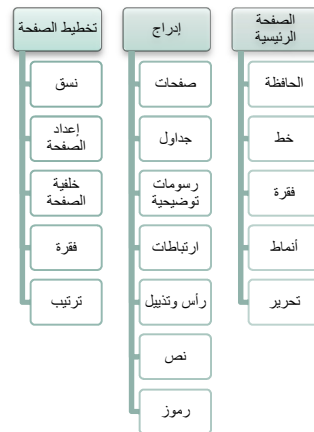 الصفحة
الرئيسية
الحافظة
خط
فقرة
أنماط
تحرير
إدراج
صفحات
جداول
رسومات
توضيحية
ارتباطات
رأس وتذييل
نص
رموز
تخطيط الصفحة
نسق
إعداد
الصفحة
خلفية
الصفحة
فقرة
ترتيب